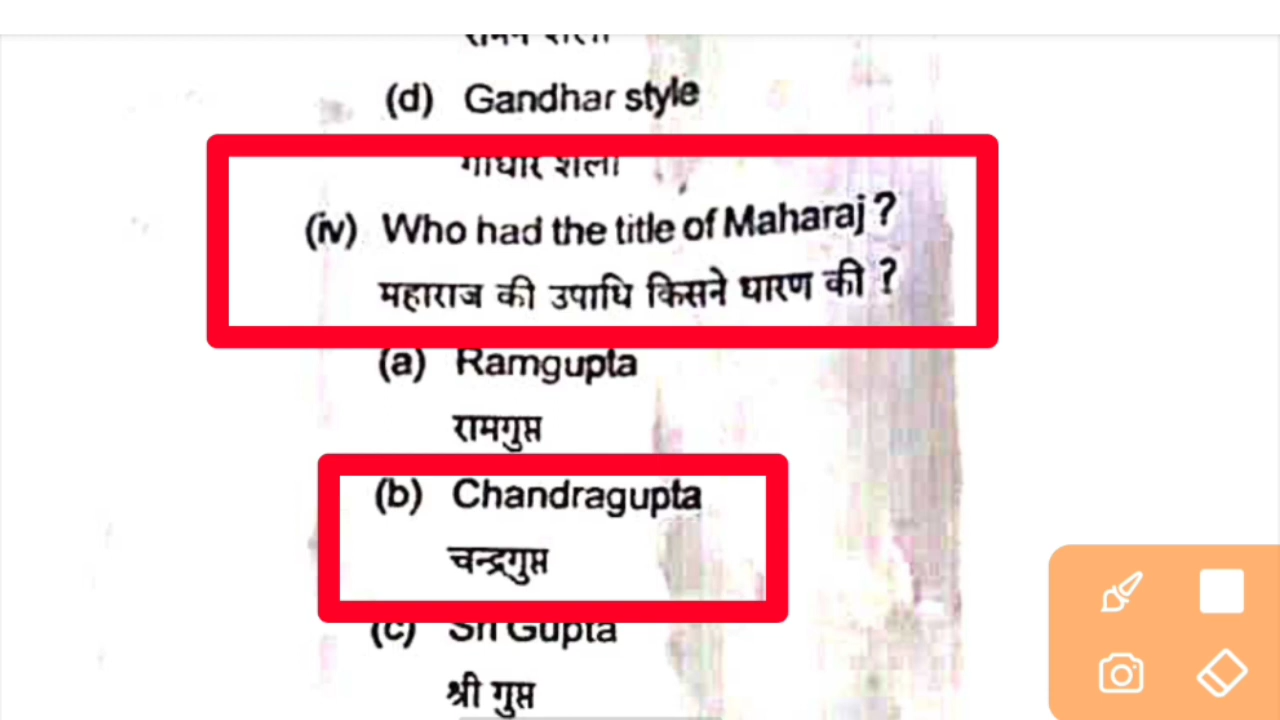 (d) Gandhar style
गांधार शैली
(iv) Who had the title of Maharaj ?
महाराज की उपाधि किसने धारण की ?
(a) Ramgupta
रामगुप्त
(b) Chandragupta
चन्द्रगुप्त
(c) Sri Gupta
श्री गुप्त